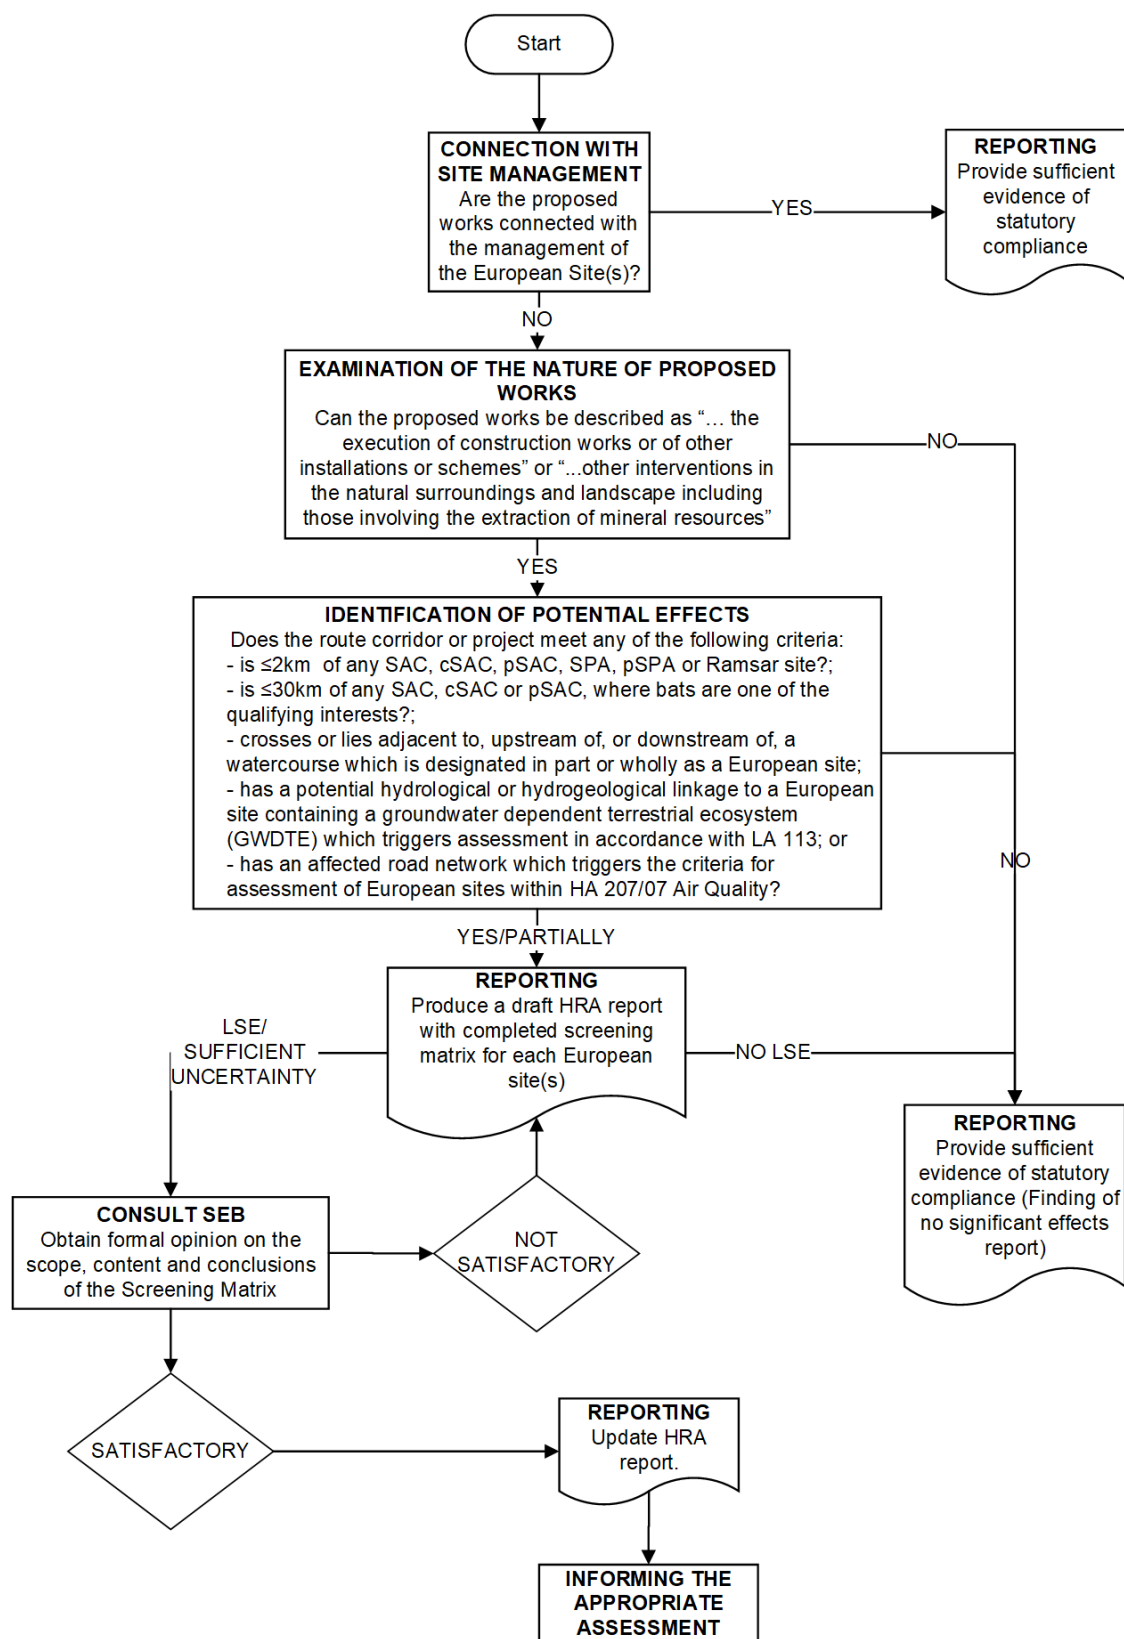 Start
CONNECTION WITH
SITE MANAGEMENT
Are the proposed
works connected with
the management of
the European Site(s)?
YES
REPORTING
Provide sufficient
evidence of
statutory
compliance
NO
EXAMINATION OF THE NATURE OF PROPOSED
WORKS
Can the proposed works be described as “... the
execution of construction works or of other
installations or schemes” or “...other interventions in
the natural surroundings and landscape including
those involving the extraction of mineral resources”
NO
YES
IDENTIFICATION OF POTENTIAL EFFECTS
Does the route corridor or project meet any of the following criteria:
- is ≤2km of any SAC, cSAC, pSAC, SPA, pSPA or Ramsar site?;
- is ≤30km of any SAC, cSAC or pSAC, where bats are one of the
qualifying interests?;
- crosses or lies adjacent to, upstream of, or downstream of, a
watercourse which is designated in part or wholly as a European site;
- has a potential hydrological or hydrogeological linkage to a European
site containing a groundwater dependent terrestrial ecosystem
(GWDTE) which triggers assessment in accordance with LA 113; or
- has an affected road network which triggers the criteria for
assessment of European sites within HA 207/07 Air Quality?
NO
YES/PARTIALLY
REPORTING
Produce a draft HRA report
with completed screening
matrix for each European
site(s)
LSE/
SUFFICIENT
UNCERTAINTY
NO LSE
REPORTING
Provide sufficient
evidence of statutory
compliance (Finding of
no significant effects
report)
CONSULT SEB
Obtain formal opinion on the
scope, content and conclusions
of the Screening Matrix
NOT
SATISFACTORY
SATISFACTORY
REPORTING
Update HRA
report.
INFORMING THE
APPROPRIATE
ASSESSMENT